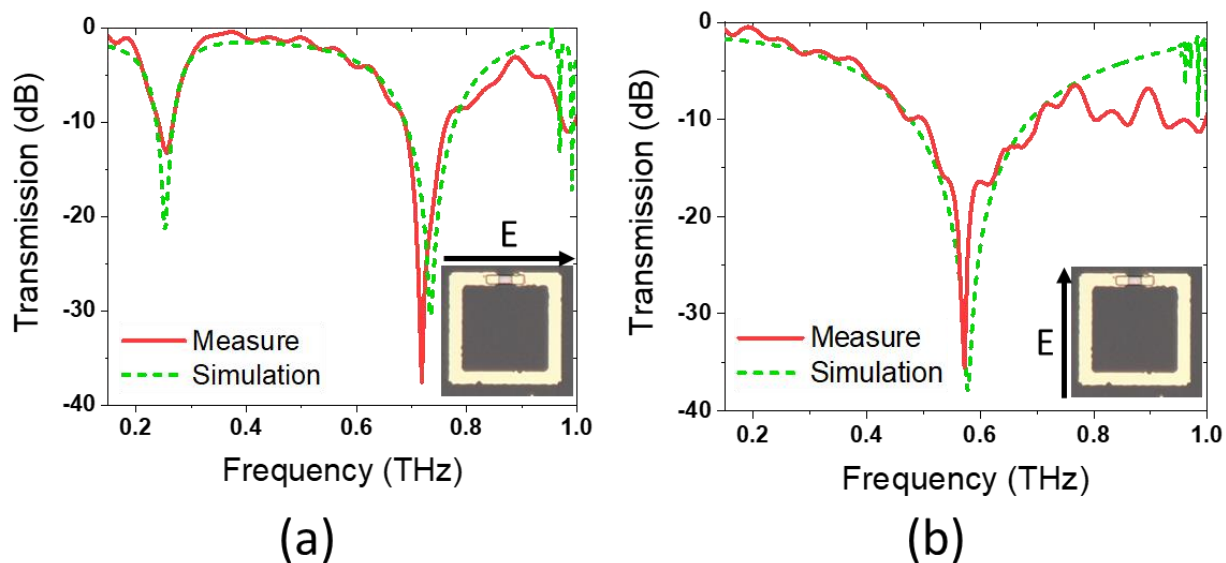 0
-10
-20
-30
-40
Transmission (dB)
E
Measure
Simulation
0.2 0.4 0.6 0.8 1.0
Frequency (THz)
(a)
0
-10
-20
-30
-40
Transmission (dB)
E
Measure
Simulation
0.2 0.4 0.6 0.8 1.0
Frequency (THz)
(b)